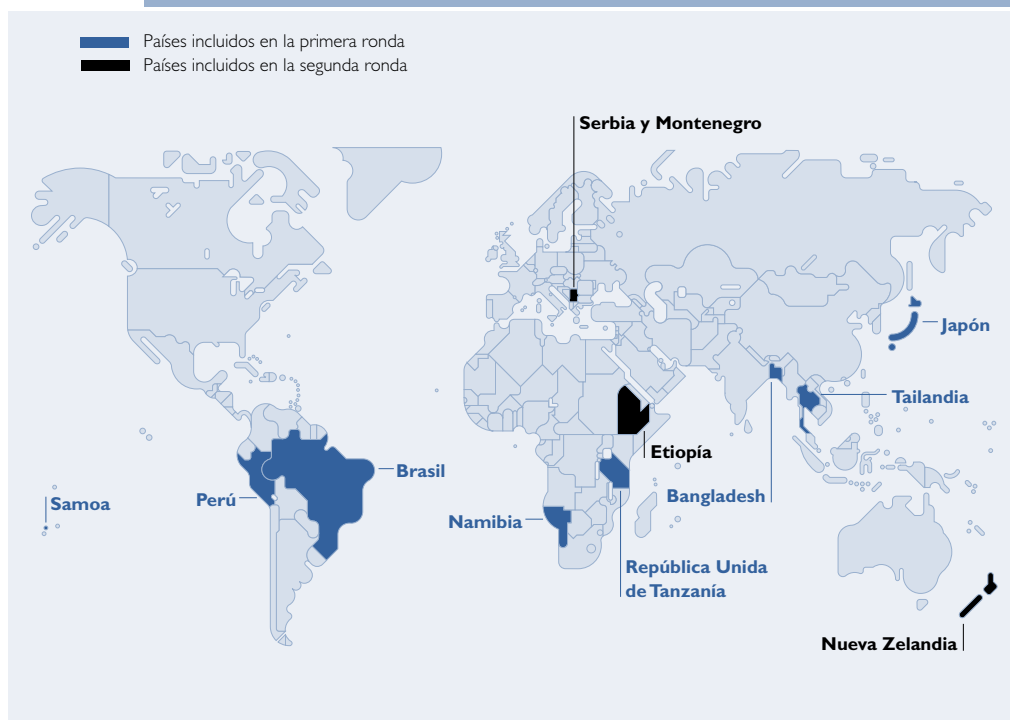 Países incluidos en la primera ronda
Países incluidos en la segunda ronda
Serbia y Montenegro
Japón
Tailandia
Etiopía
Brasil
Perú
Bangladesh
Samoa
Namibia
República Unida
de Tanzanía
Nueva Zelandia